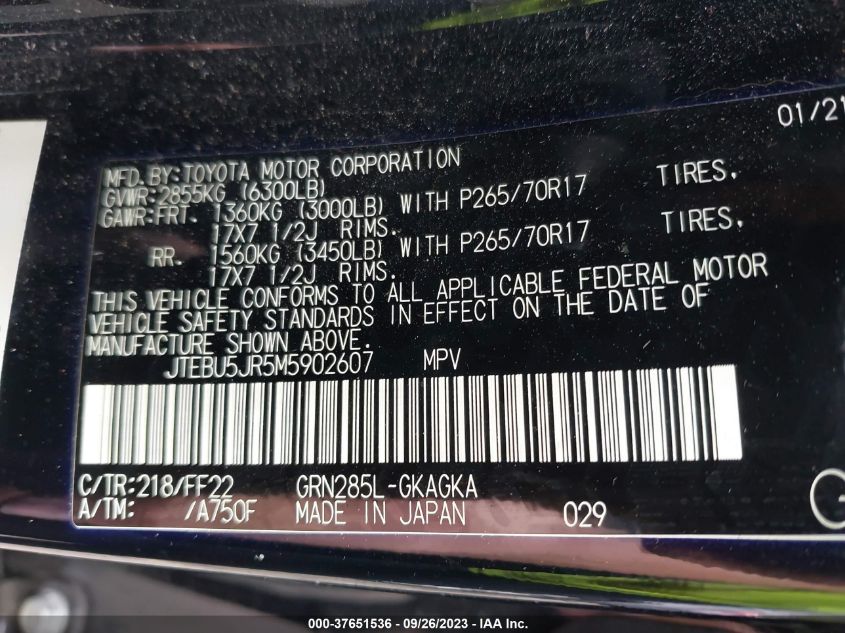 01/21
MFD.BY:TOYOTA MOTOR CORPORATION
GVWR:2855KG (6300LB)
GAWR:FRT. 1360KG (3000LB) WITH P265/70R17 TIRES,
17X7 1/2J RIMS.
RR. 1560KG (3450LB) WITH P265/70R17 TIRES,
17X7 1/2J RIMS.
THIS VEHICLE CONFORMS TO ALL APPLICABLE FEDERAL MOTOR
VEHICLE SAFETY STANDARDS IN EFFECT ON THE DATE OF
MANUFACTURE SHOWN ABOVE.
JTEBU5JR5M5902607 MPV
C/TR:218/FF22 GRN285L-GKAGKA
A/TM: /A750F MADE IN JAPAN 029
000-37651536 - 09/26/2023 - IAA Inc.